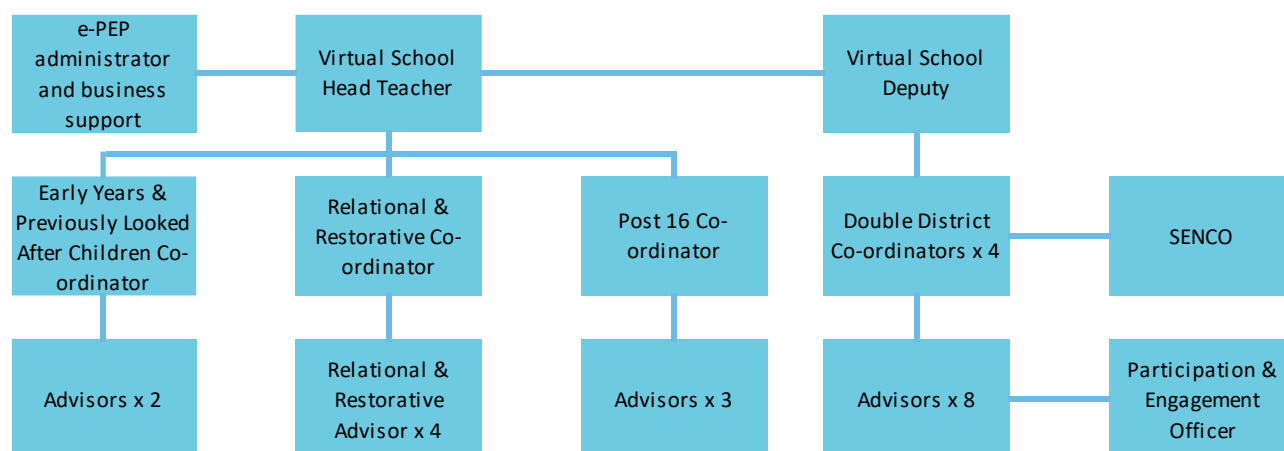 e-PEP
administrator
and business
support
Virtual School
Head Teacher
Virtual School
Deputy
Early Years &
Previously Looked
After Children Co-
ordinator
Relational &
Restorative Co-
ordinator
Post 16 Co-
ordinator
Double District
Co-ordinators x 4
SENCO
Advisors x 2
Relational &
Restorative
Advisor x 4
Advisors x 3
Advisors x 8
Participation &
Engagement
Officer